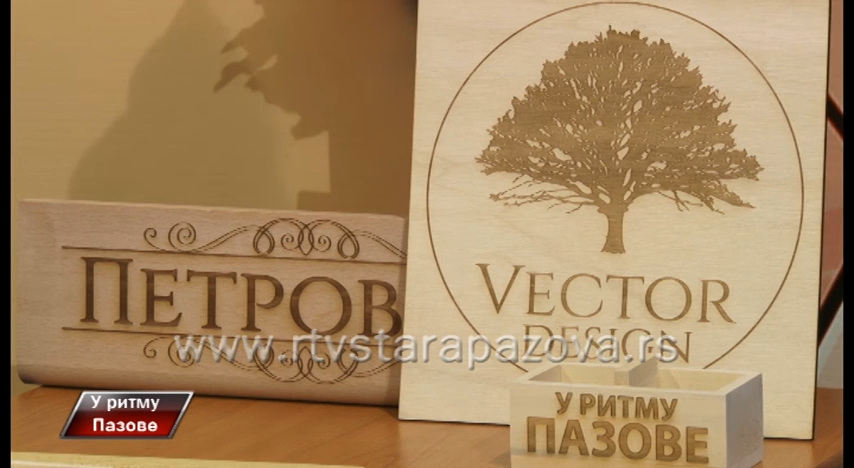 ПЕТРОВ
VECTOR
DESIGN
www.rtvstarapazova.rs
У ритму
Пазове
У РИТМУ
ПАЗОВЕ